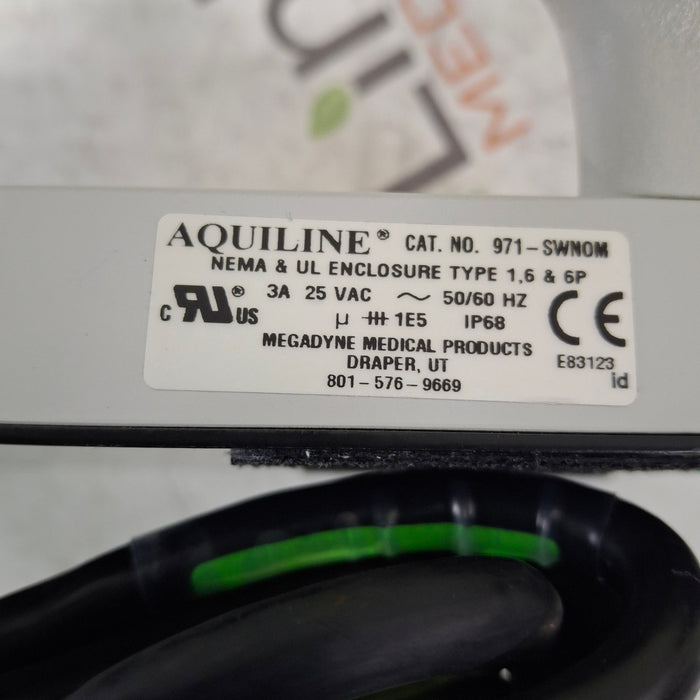 AQUILINE® CAT. NO. 971-SWNOM
NEMA & UL ENCLOSURE TYPE 1,6 & 6P
c RU ® US 3A 25 VAC ~ 50/60 HZ CE
µ 1E5 IP68
MEGADYNE MEDICAL PRODUCTS
DRAPER, UT E83123
801-576-9669 id